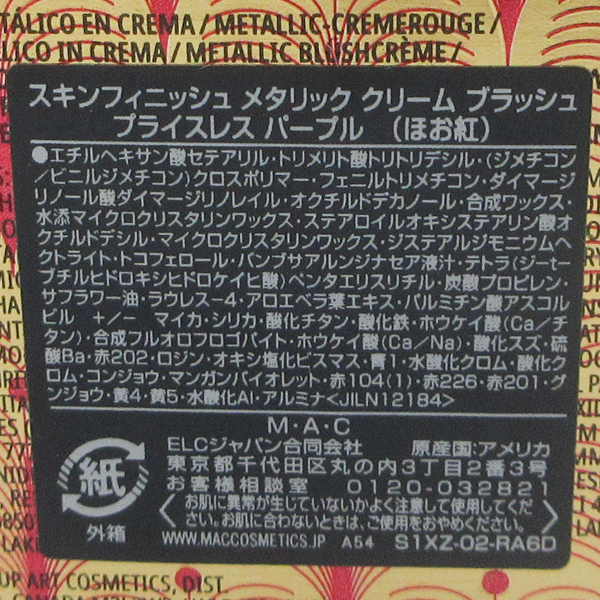 TÁLICO EN CREMA / METALLIC-CREMEROUGE /
LICO IN CREMA / METALLIC BLUSHCRÈME /
スキンフィニッシュ メタリック クリーム ブラッシュ
プライスレス パープル （ほお紅）
●エチルヘキサン酸セテアリル・トリメリト酸トリトリデシル・（ジメチコン
／ビニルジメチコン）クロスポリマー・フェニルトリメチコン・ダイマージ
リノール酸ダイマージリノレイル・オクチルドデカノール・合成ワックス・
水添マイクロクリスタリンワックス・ステアロイルオキシステアリン酸オ
クチルドデシル・マイクロクリスタリンワックス・ジステアルジモニウムヘ
クトライト・トコフェロール・バンブサアルンジナセア液汁・テトラ（ジーt−
ブチルヒドロキシヒドロケイヒ酸）ペンタエリスリチル・炭酸プロピレン・
サフラワー油・ラウレス−4・アロエベラ葉エキス・パルミチン酸アスコル
ビル +/− マイカ・シリカ・酸化チタン・酸化鉄・ホウケイ酸（Ca／チ
タン）・合成フルオロフロゴパイト・ホウケイ酸（Ca／Na）・酸化スズ・硫
酸Ba・赤202・ロジン・オキシ塩化ビスマス・青1・水酸化クロム・酸化ク
ロム・コンジョウ・マンガンバイオレット・赤104(1)・赤226・赤201・グ
ンジョウ・黄4・黄5・水酸化Al・アルミナ<JILN12184>
M・A・C
ELCジャパン合同会社 原産国：アメリカ
東京都千代田区丸の内3丁目2番3号
お客様相談室 0120-032821
紙
外箱
〈お肌に異常が生じていないかよく注意して使用してくだ
さい。お肌に合わないときは、ご使用をおやめください。〉
WWW.MACCOSMETICS.JP A54 S1XZ-02-RA6D
UP ART COSMETICS, DIST.